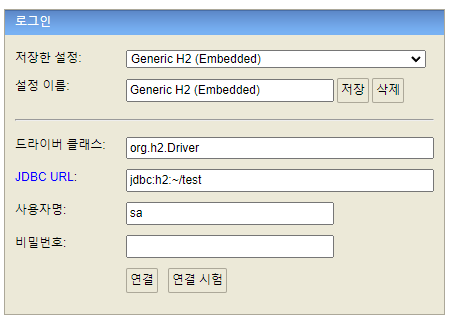 로그인
저장한 설정: Generic H2 (Embedded)
설정 이름: Generic H2 (Embedded) 저장 삭제
드라이버 클래스: org.h2.Driver
JDBC URL: jdbc:h2:~/test
사용자명: sa
비밀번호:
연결 연결 시험